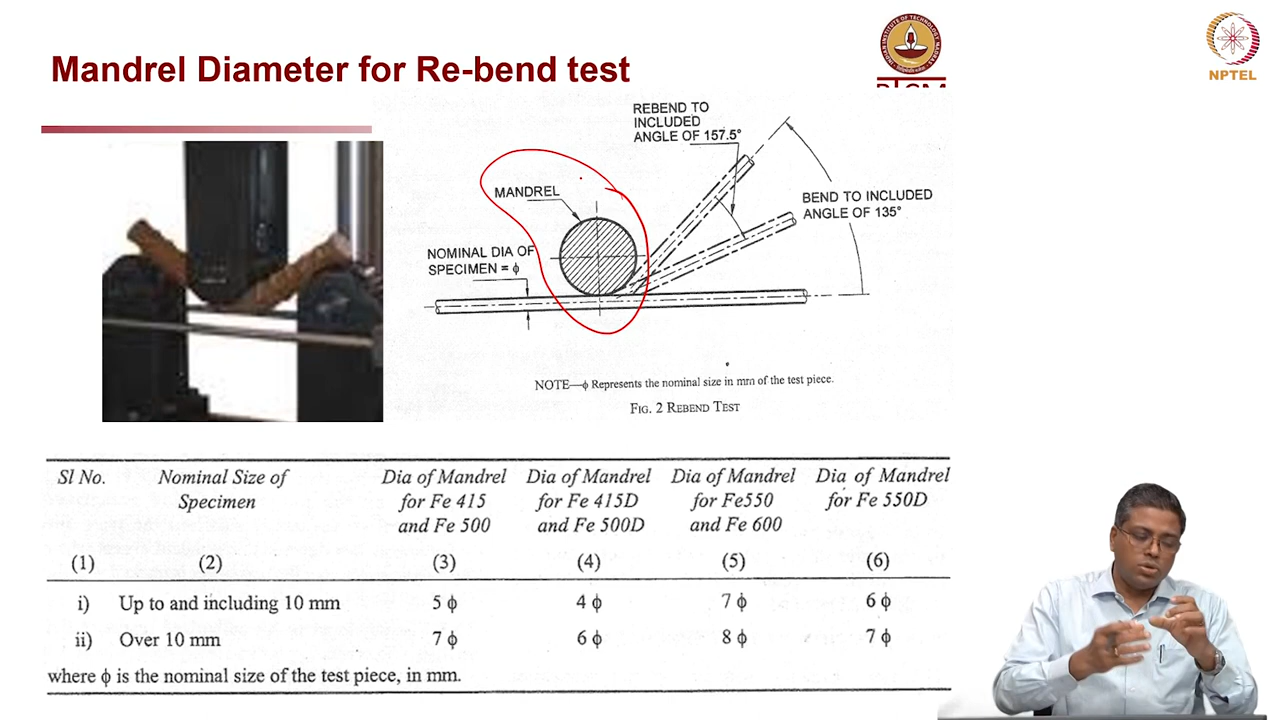 Mandrel Diameter for Re-bend test
NPTEL
REBEND TO
INCLUDED
ANGLE OF 157.5°
MANDREL
BEND TO INCLUDED
ANGLE OF 135°
NOMINAL DIA OF
SPECIMEN = ϕ
NOTE—ϕ Represents the nominal size in mm of the test piece.
FIG. 2 REBEND TEST
Sl No. Nominal Size of Specimen Dia of Mandrel for Fe 415 and Fe 500 Dia of Mandrel for Fe 415D and Fe 500D Dia of Mandrel for Fe550 and Fe 600 Dia of Mandrel for Fe 550D
(1) (2) (3) (4) (5) (6)
i) Up to and including 10 mm 5 ϕ 4 ϕ 7 ϕ 6 ϕ
ii) Over 10 mm 7 ϕ 6 ϕ 8 ϕ 7 ϕ
where ϕ is the nominal size of the test piece, in mm.